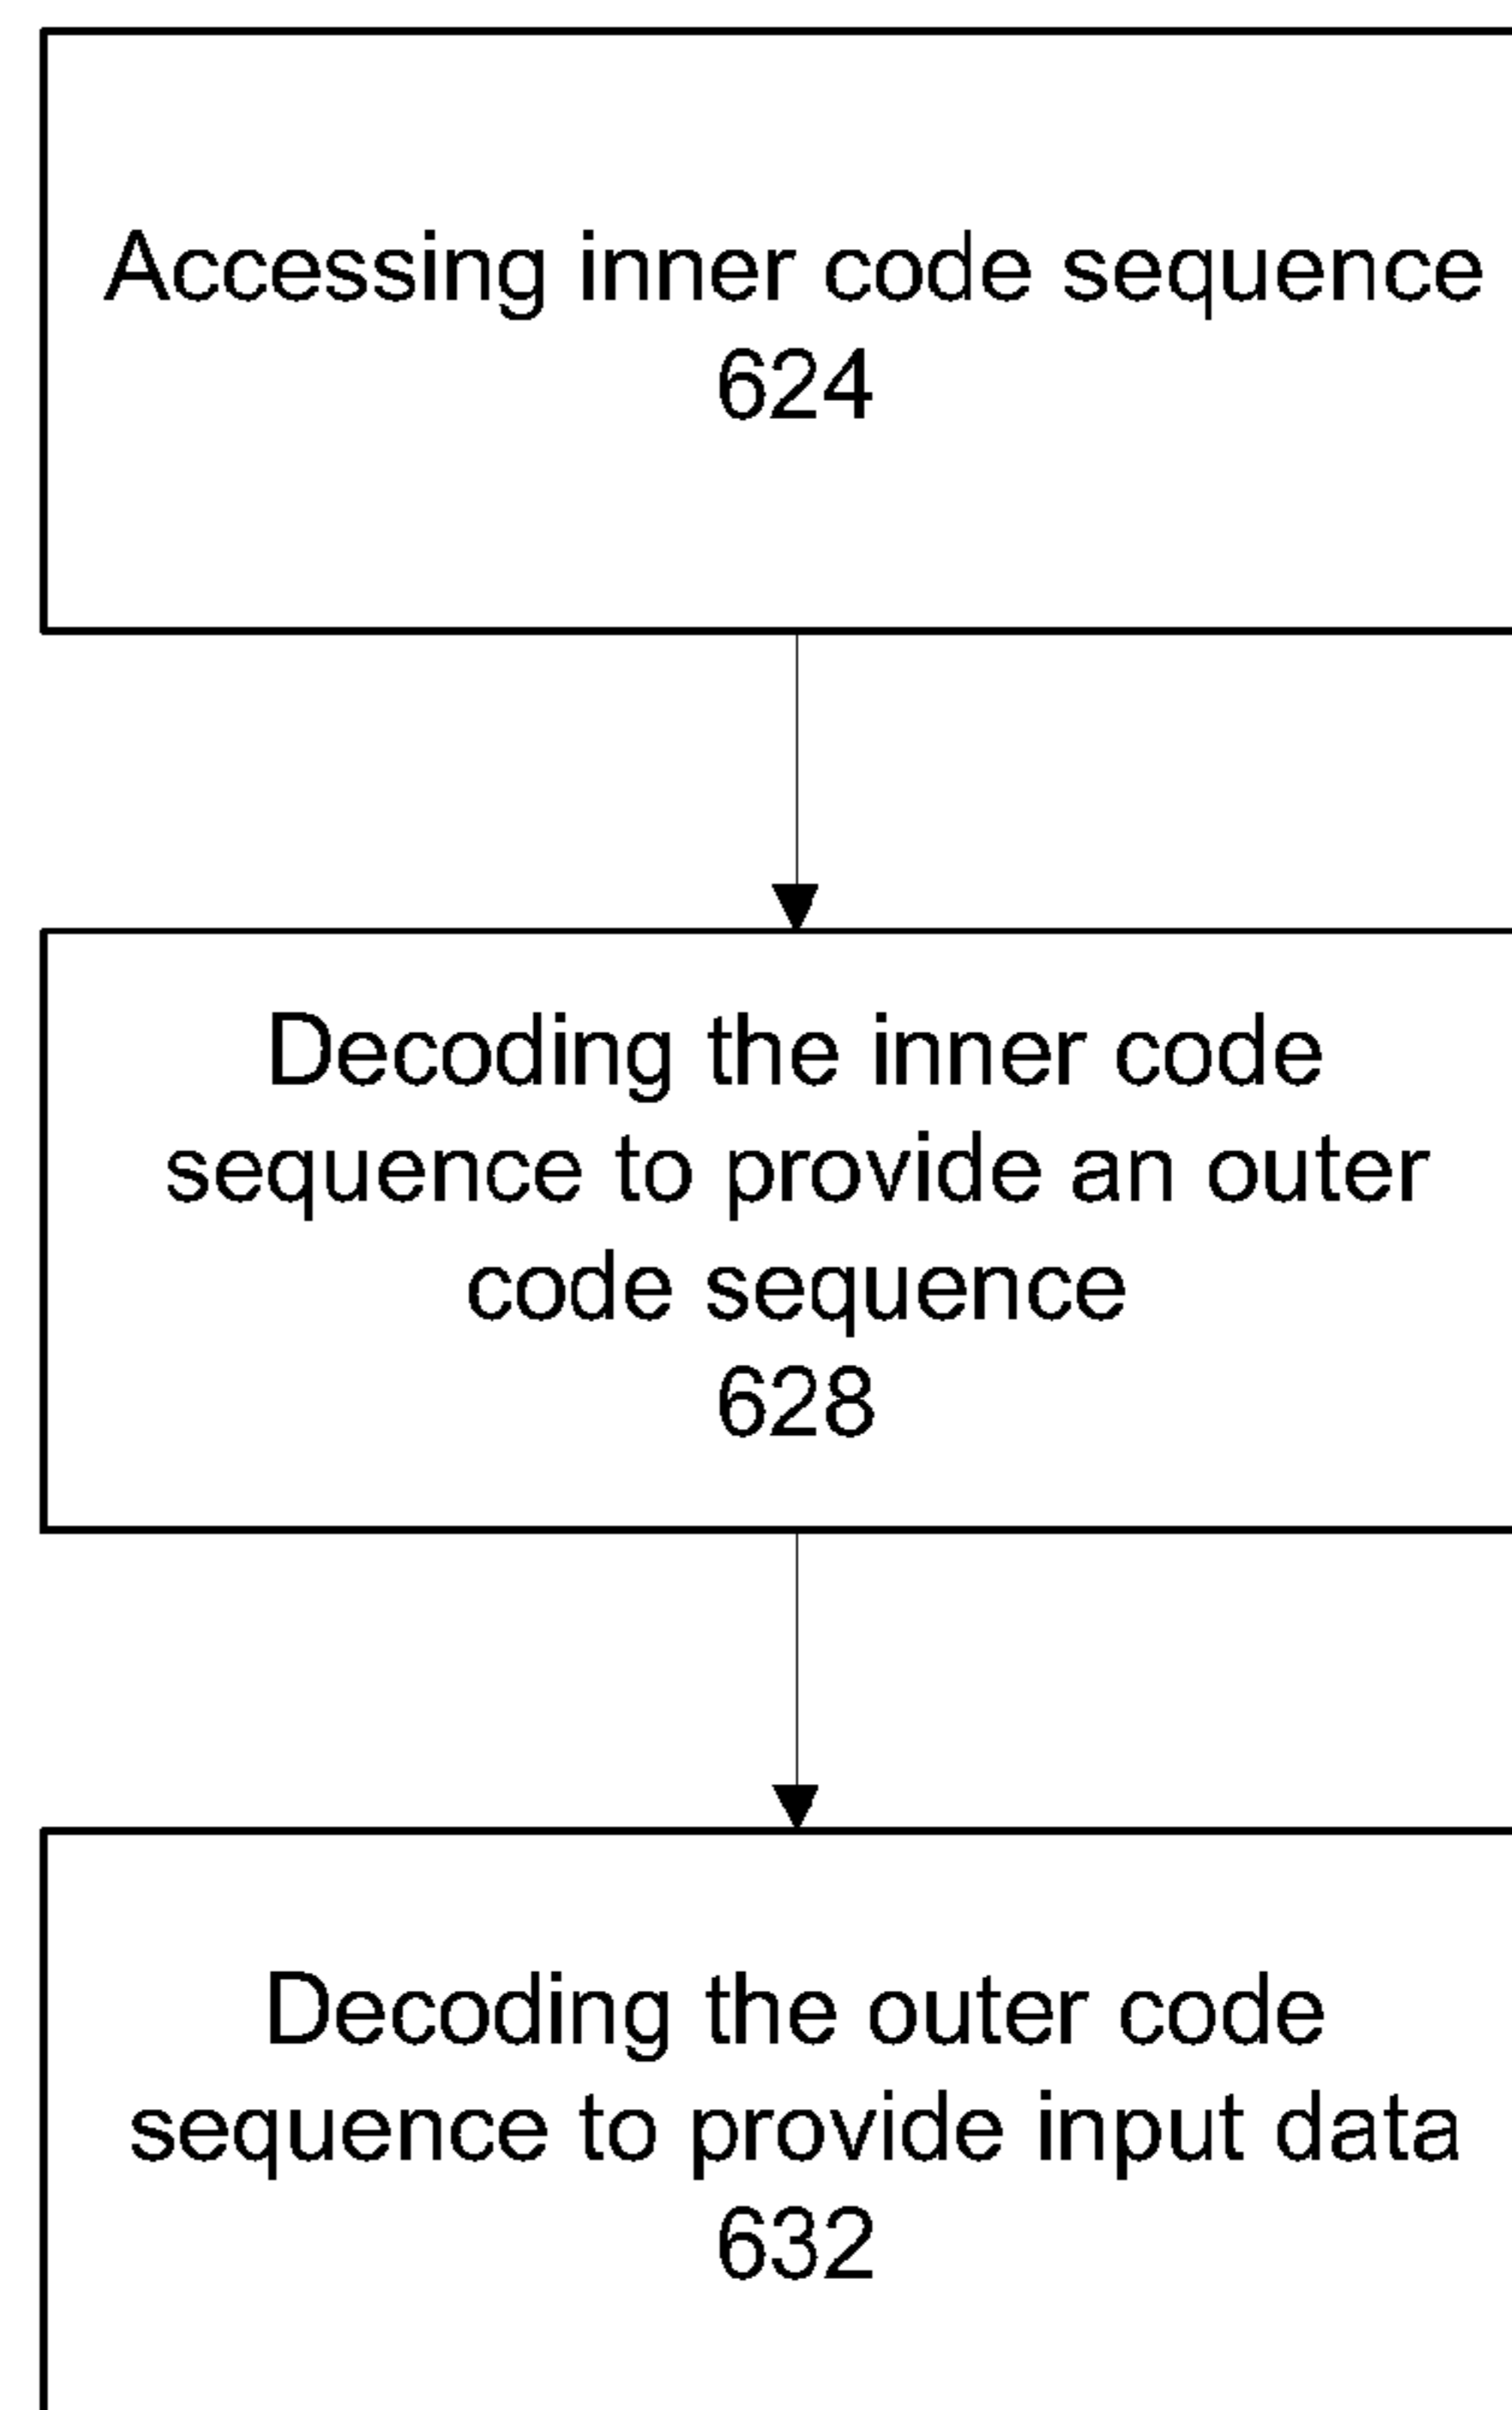 Accessing inner code sequence
624
Decoding the inner code
sequence to provide an outer
code sequence
628
Decoding the outer code
sequence to provide input data
632